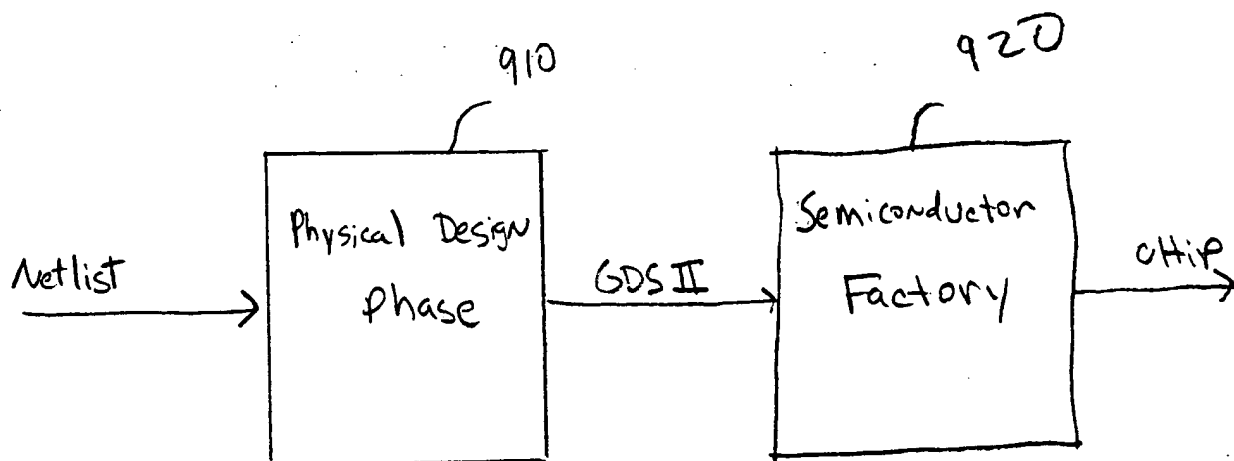 910
920
Physical Design
Phase
Semiconductor
Factory
Netlist
GDS II
CHiP